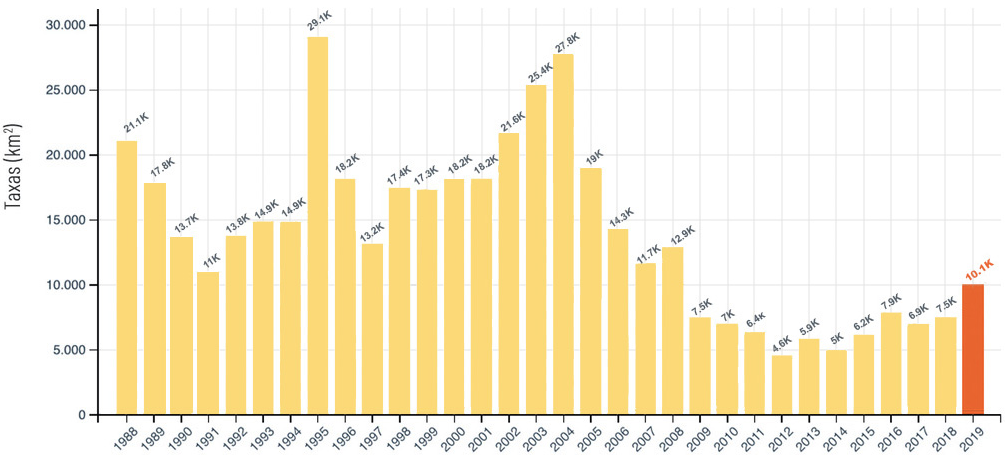 Taxas (km²)
30.000
25.000
20.000
15.000
10.000
5.000
0
21.1K
17.8K
13.7K
11K
13.8K
14.9K
14.9K
29.1K
18.2K
13.2K
17.4K
17.3K
18.2K
18.2K
21.6K
25.4K
27.8K
19K
14.3K
11.7K
12.9K
7.5K
7K
6.4K
4.6K
5.9K
5K
6.2K
7.9K
6.9K
7.5K
10.1K
1988
1989
1990
1991
1992
1993
1994
1995
1996
1997
1998
1999
2000
2001
2002
2003
2004
2005
2006
2007
2008
2009
2010
2011
2012
2013
2014
2015
2016
2017
2018
2019